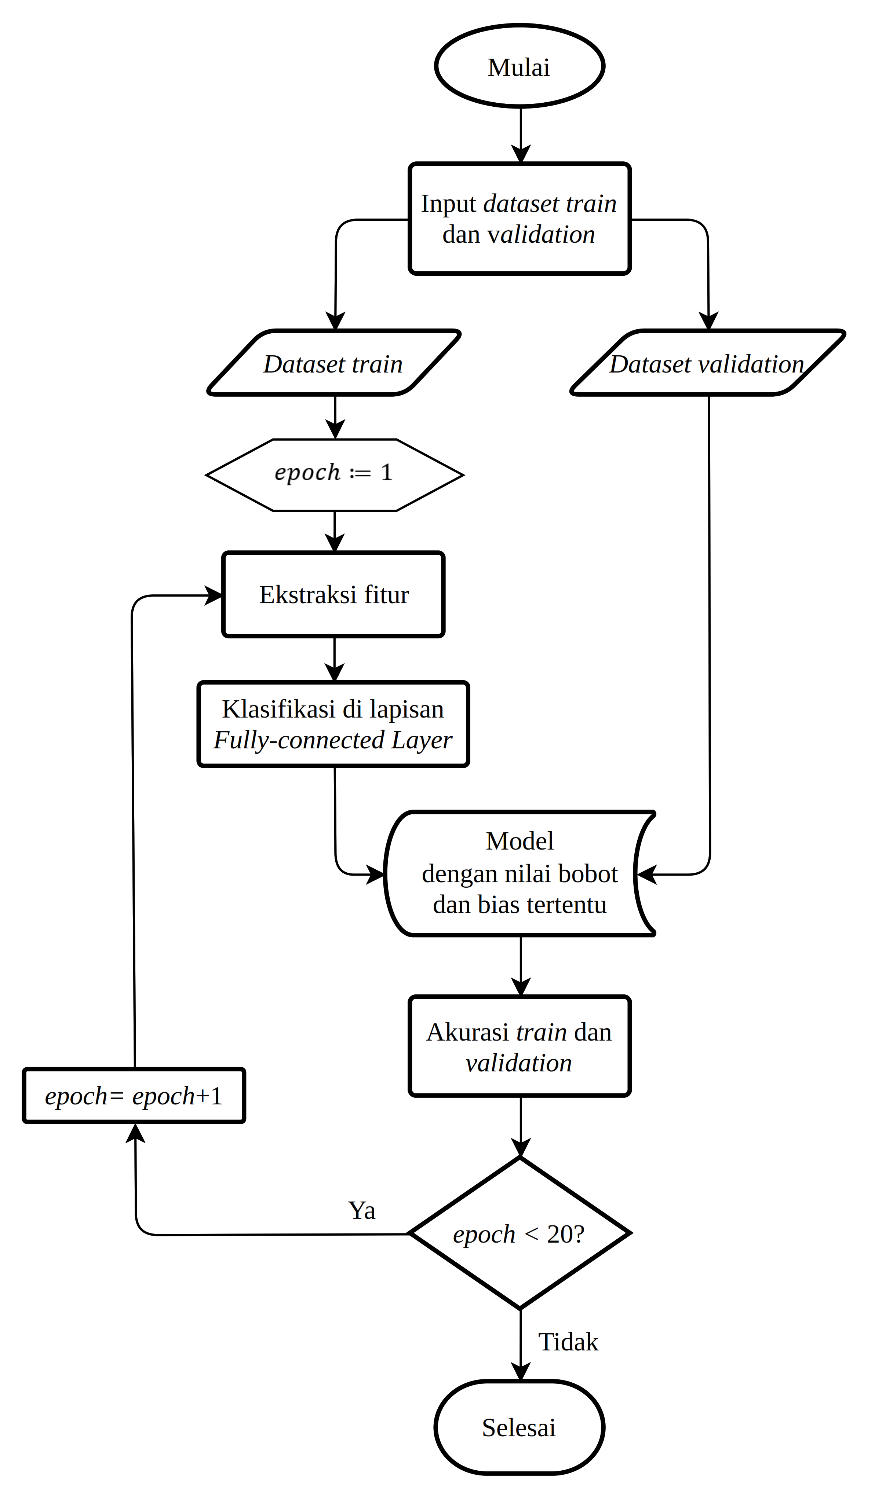 Mulai
Input dataset train
dan validation
Dataset train
Dataset validation
epoch ≔ 1
Ekstraksi fitur
Klasifikasi di lapisan
Fully-connected Layer
Model
dengan nilai bobot
dan bias tertentu
Akurasi train dan
validation
epoch= epoch+1
Ya
epoch < 20?
Tidak
Selesai